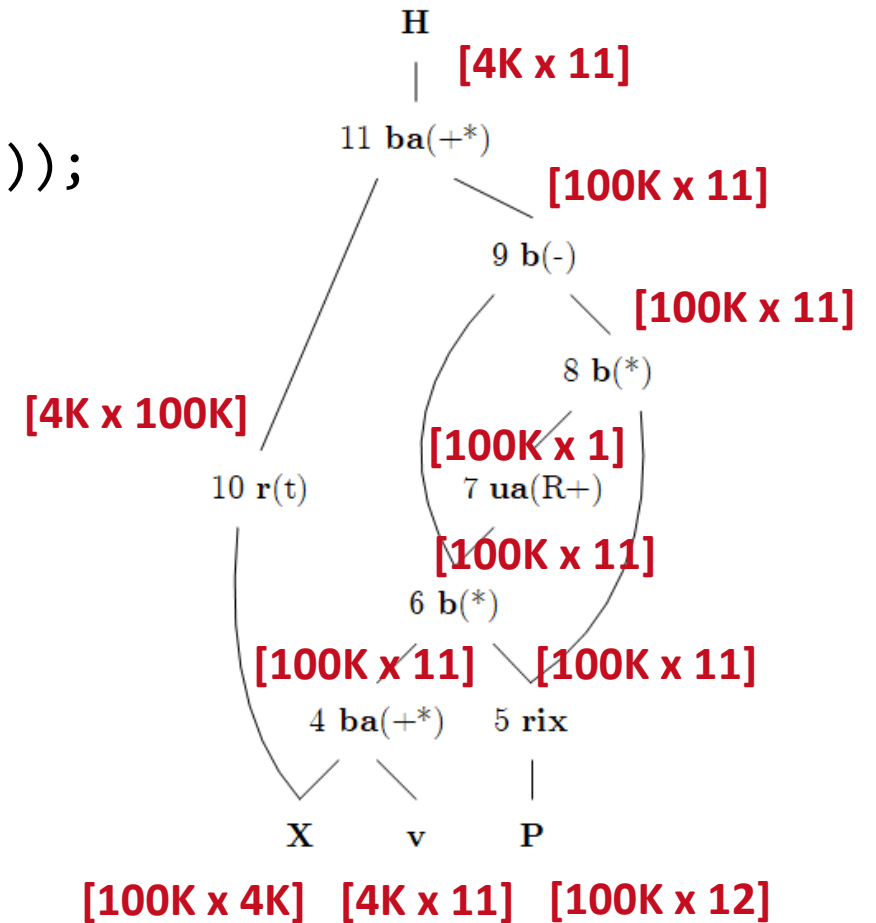 H
[4K x 11]
11 ba(+*)
));
[100K x 11]
9 b(-)
[100K x 11]
8 b(*)
[4K x 100K]
[100K x 1]
10 r(t)
7 ua(R+)
[100K x 11]
6 b(*)
[100K x 11] [100K x 11]
4 ba(+*) 5 rix
X v P
[100K x 4K] [4K x 11] [100K x 12]